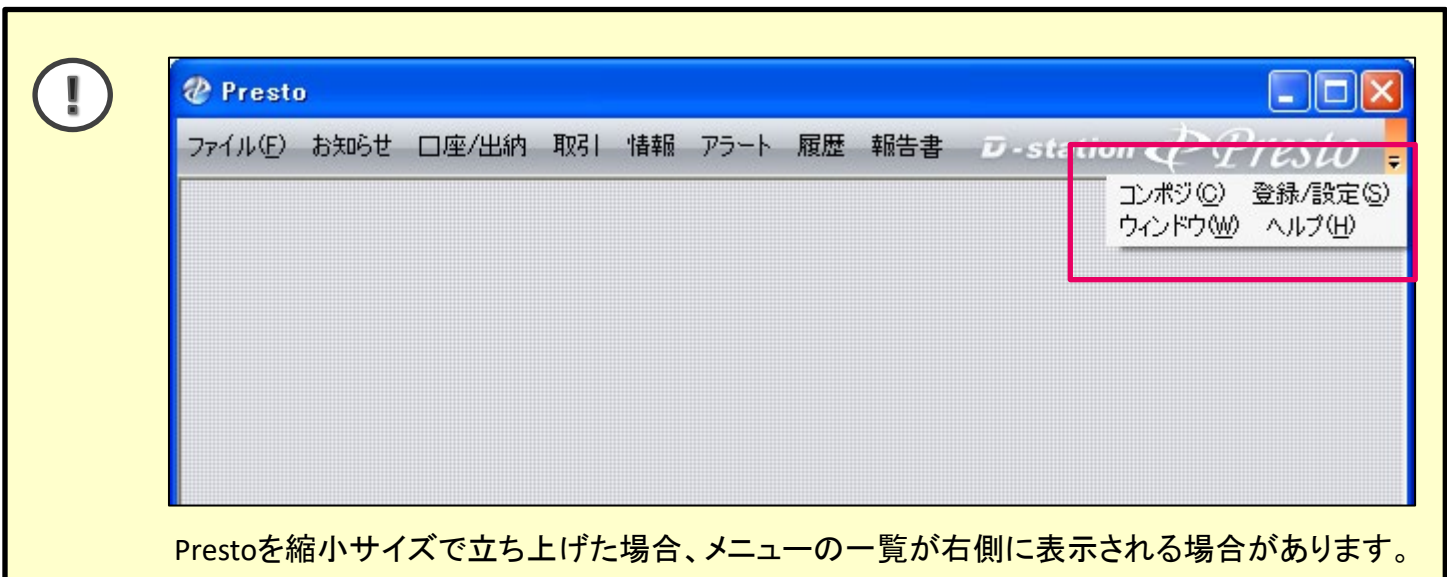 !
Presto
ファイル(F) お知らせ 口座/出納 取引 情報 アラート 履歴 報告書 D-station Presto
コンポジ(C) 登録/設定(S)
ウィンドウ(W) ヘルプ(H)
Prestoを縮小サイズで立ち上げた場合、メニューの一覧が右側に表示される場合があります。